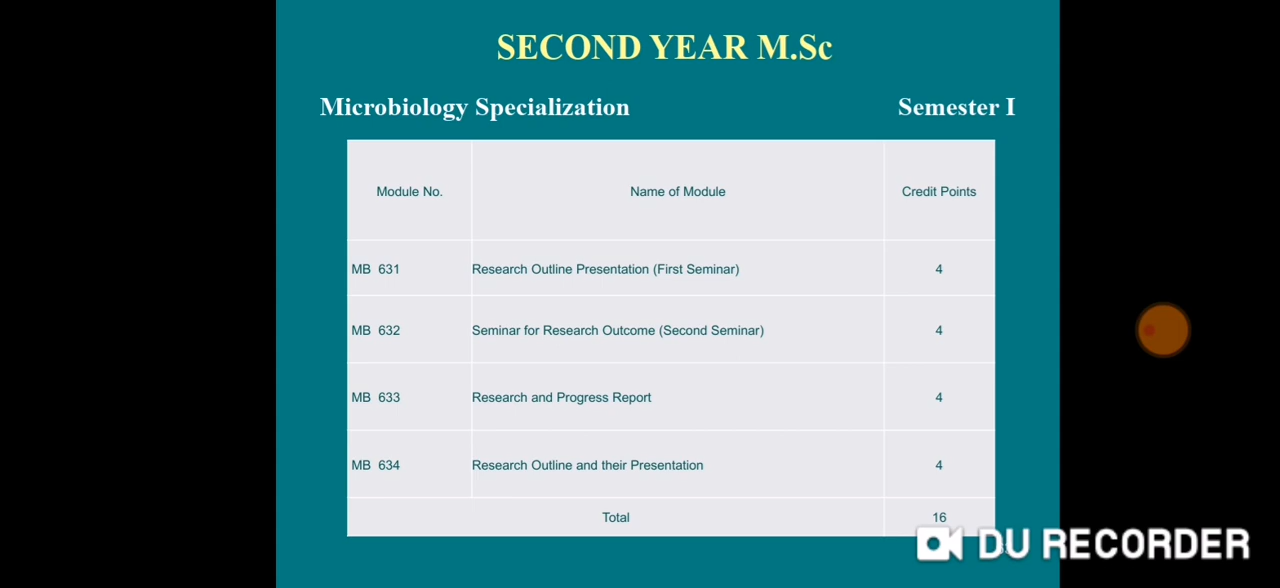 SECOND YEAR M.Sc
Microbiology Specialization Semester I
Module No. Name of Module Credit Points
MB 631 Research Outline Presentation (First Seminar) 4
MB 632 Seminar for Research Outcome (Second Seminar) 4
MB 633 Research and Progress Report 4
MB 634 Research Outline and their Presentation 4
Total 16
DU RECORDER